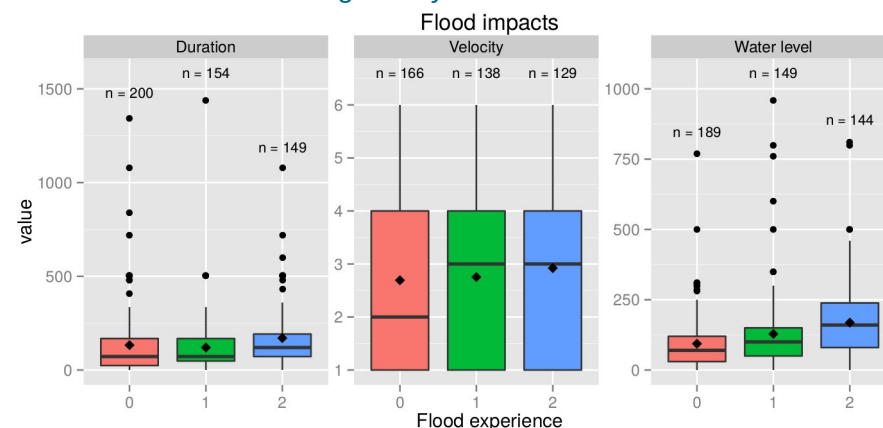 Flood impacts
Duration
Velocity
Water level
n = 200
n = 154
n = 149
n = 166
n = 138
n = 129
n = 189
n = 149
n = 144
value
1500
1000
500
0
6
5
4
3
2
1
1000
750
500
250
0
0 1 2
0 1 2
0 1 2
Flood experience